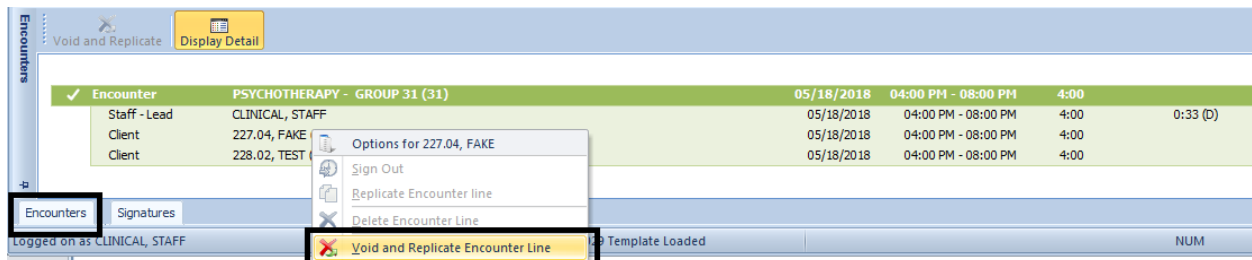 Encounters
Void and Replicate Display Detail
Encounter PSYCHOTHERAPY - GROUP 31 (31) 05/18/2018 04:00 PM - 08:00 PM 4:00
Staff - Lead CLINICAL, STAFF 05/18/2018 04:00 PM - 08:00 PM 4:00 0:33 (D)
Client 227.04, FAKE 05/18/2018 04:00 PM - 08:00 PM 4:00
Client 228.02, TEST ( 05/18/2018 04:00 PM - 08:00 PM 4:00
Options for 227.04, FAKE
Sign Out
Replicate Encounter line
Delete Encounter Line
Void and Replicate Encounter Line
Encounters Signatures
Logged on as CLINICAL, STAFF Template Loaded NUM